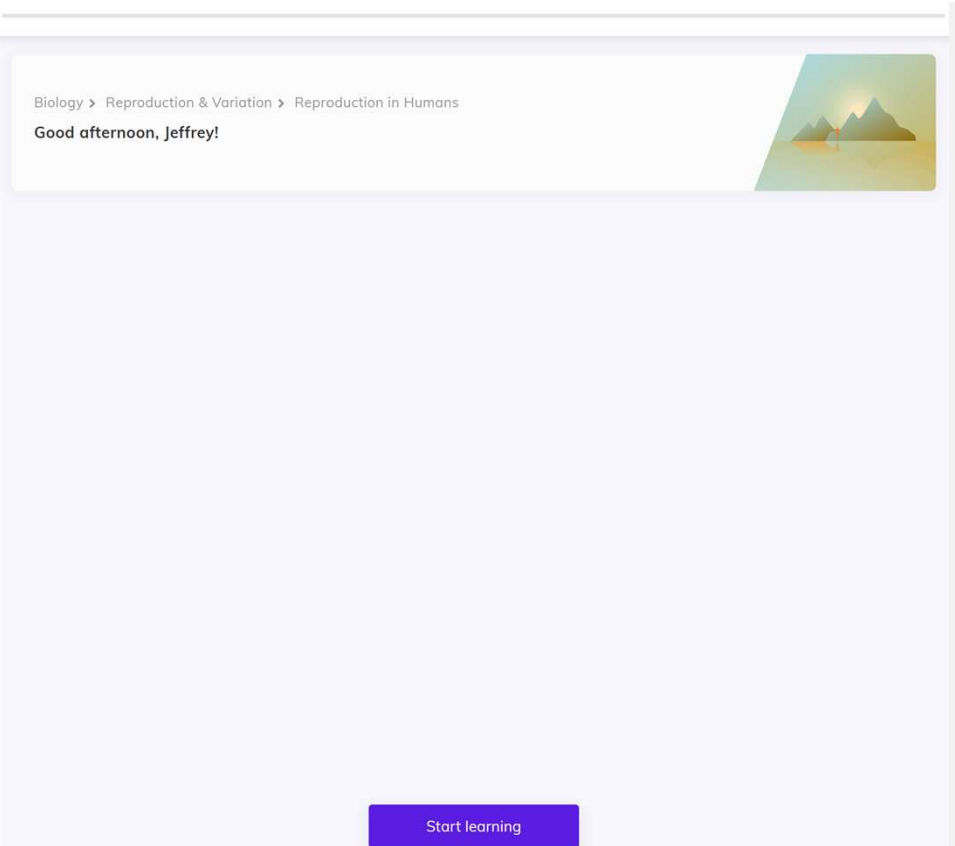 Biology > Reproduction & Variation > Reproduction in Humans
Good afternoon, Jeffrey!
Start learning